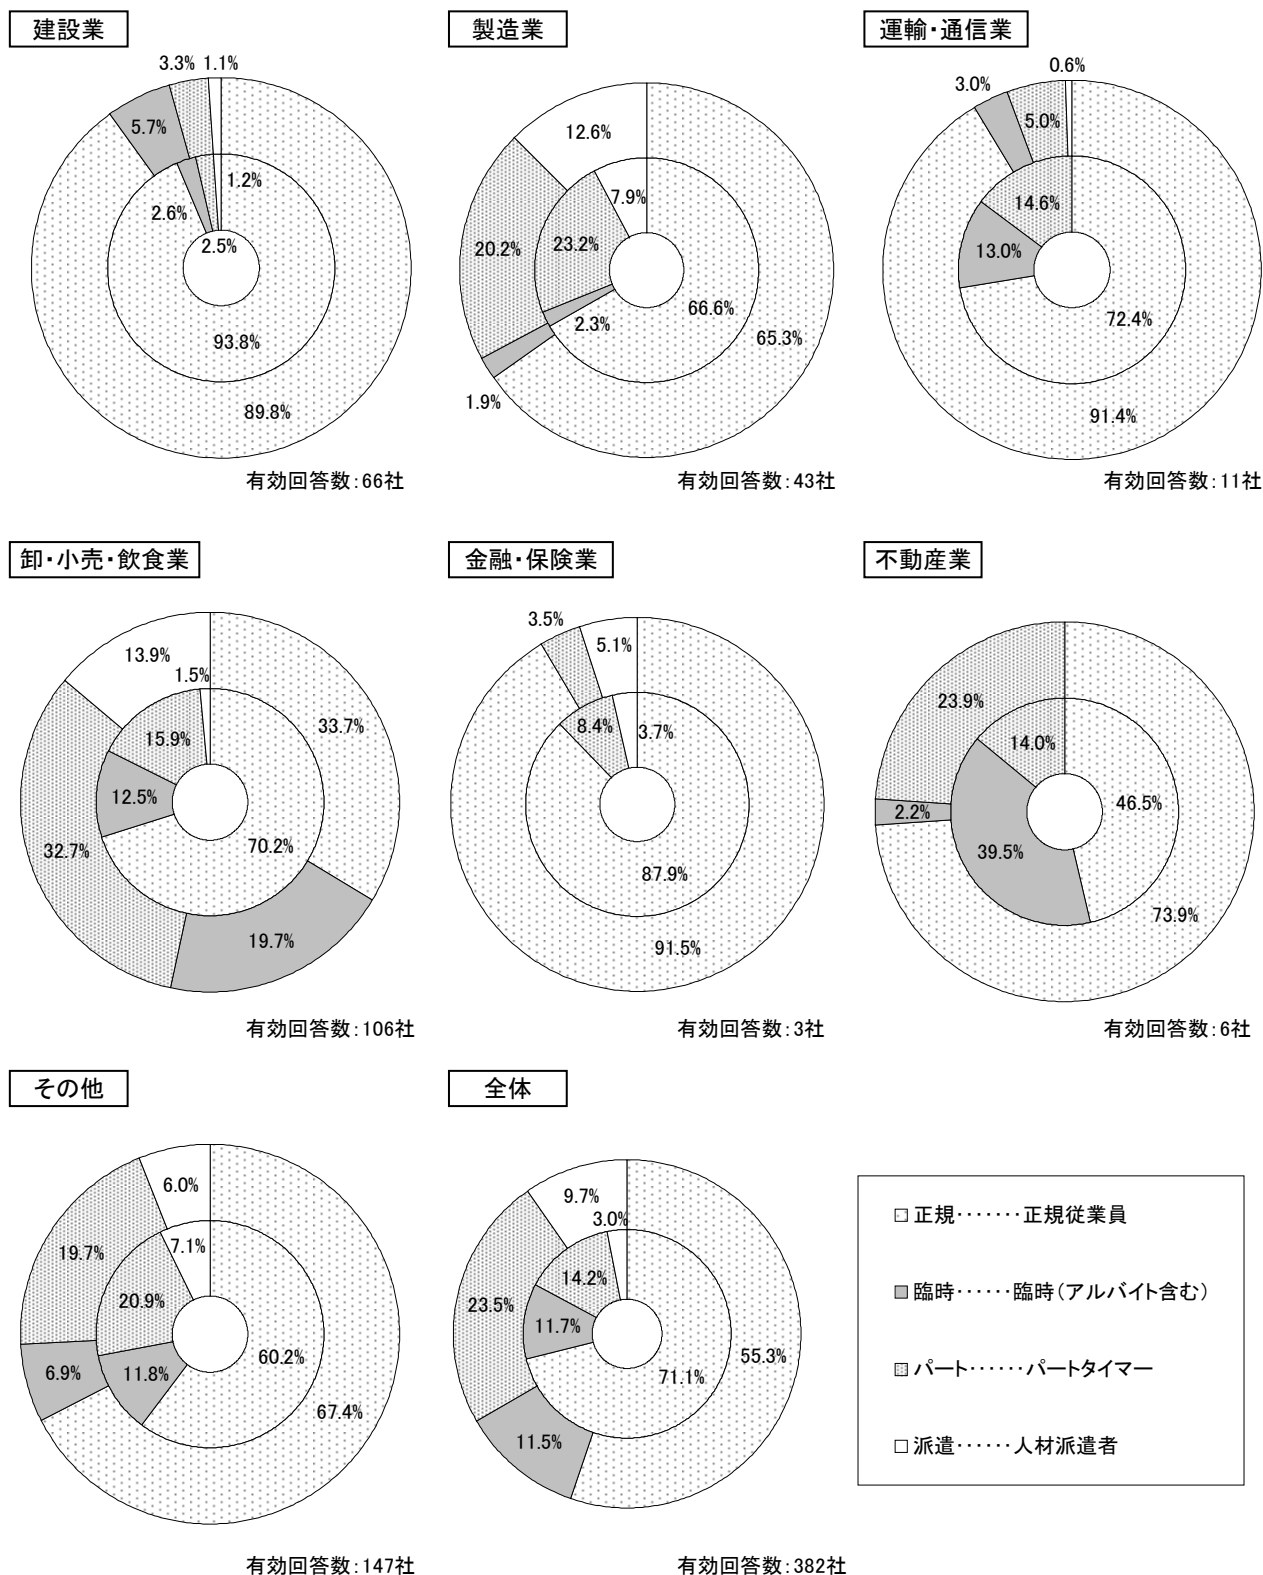 建設業
3.3%
1.1%
5.7%
1.2%
2.6%
2.5%
93.8%
89.8%
有効回答数：66社
製造業
12.6%
7.9%
20.2%
23.2%
66.6%
2.3%
65.3%
1.9%
有効回答数：43社
運輸・通信業
0.6%
3.0%
5.0%
14.6%
13.0%
72.4%
91.4%
有効回答数：11社
卸・小売・飲食業
13.9%
1.5%
33.7%
15.9%
12.5%
70.2%
32.7%
19.7%
有効回答数：106社
金融・保険業
3.5%
5.1%
8.4%
3.7%
87.9%
91.5%
有効回答数：3社
不動産業
23.9%
14.0%
46.5%
2.2%
39.5%
73.9%
有効回答数：6社
その他
6.0%
19.7%
7.1%
20.9%
60.2%
6.9%
11.8%
67.4%
有効回答数：147社
全体
9.7%
3.0%
14.2%
23.5%
11.7%
55.3%
71.1%
11.5%
有効回答数：382社
正規・・・・・・・正規従業員
臨時・・・・・・臨時（アルバイト含む）
パート・・・・・・パートタイマー
派遣・・・・・・人材派遣者